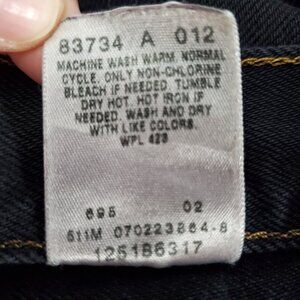 83734 A 012
MACHINE WASH WARM, NORMAL
CYCLE. ONLY NON-CHLORINE
BLEACH IF NEEDED. TUMBLE
DRY HOT. HOT IRON IF
NEEDED. WASH AND DRY
WITH LIKE COLORS.
WPL 423
695 02
511M 070223864-8
1251B6317